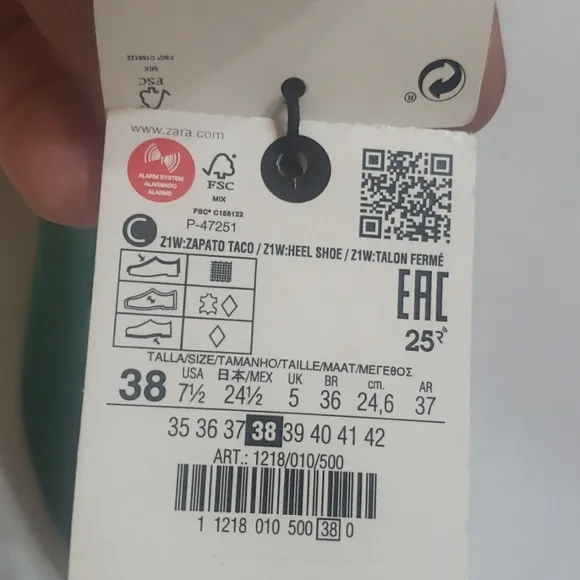 FSC® C158122
MIX
FSC
®
www.zara.com
ALARM SYSTEM
ALARMADO
ALARME
FSC
MIX
FSC® C158122
P-47251
C Z1W:ZAPATO TACO / Z1W:HEEL SHOE / Z1W:TALON FERMÉ
EAC
25
TALLA/SIZE/TAMANHO/TAILLE/MAAT/ΜΕΓΕΘΟΣ
38 USA 7½ 日本/MEX 24½ UK 5 BR 36 cm. 24,6 AR 37
35 36 37 38 39 40 41 42
ART.: 1218/010/500
1 1218 010 500 38 0